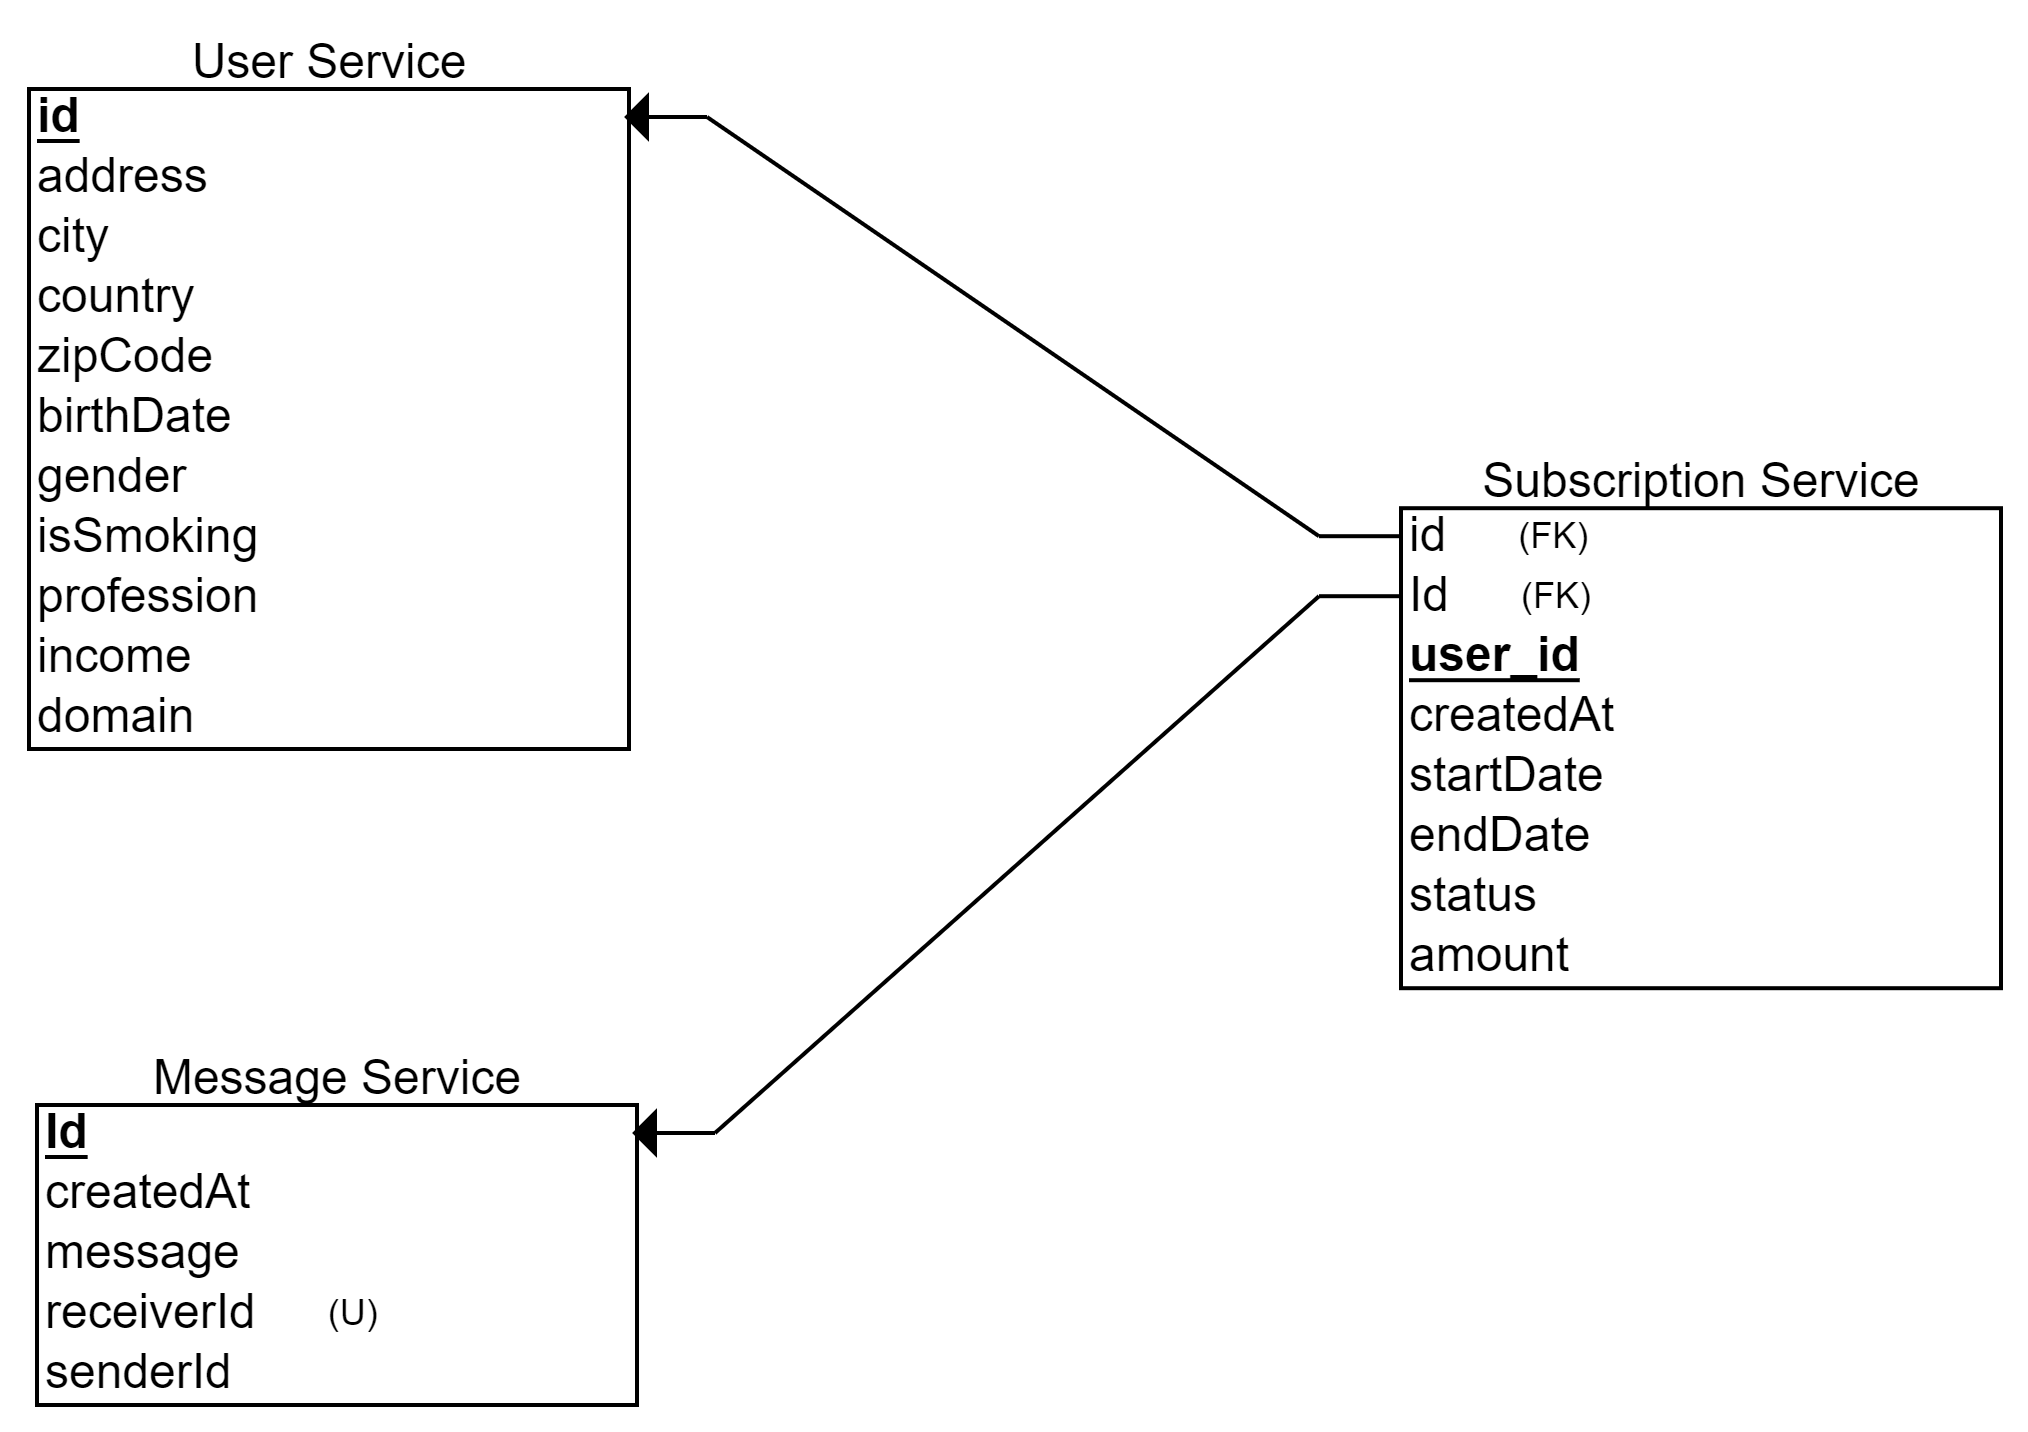 User Service
id
address
city
country
zipCode
birthDate
gender
isSmoking
profession
income
domain
Subscription Service
id (FK)
Id (FK)
user_id
createdAt
startDate
endDate
status
amount
Message Service
Id
createdAt
message
receiverId (U)
senderId